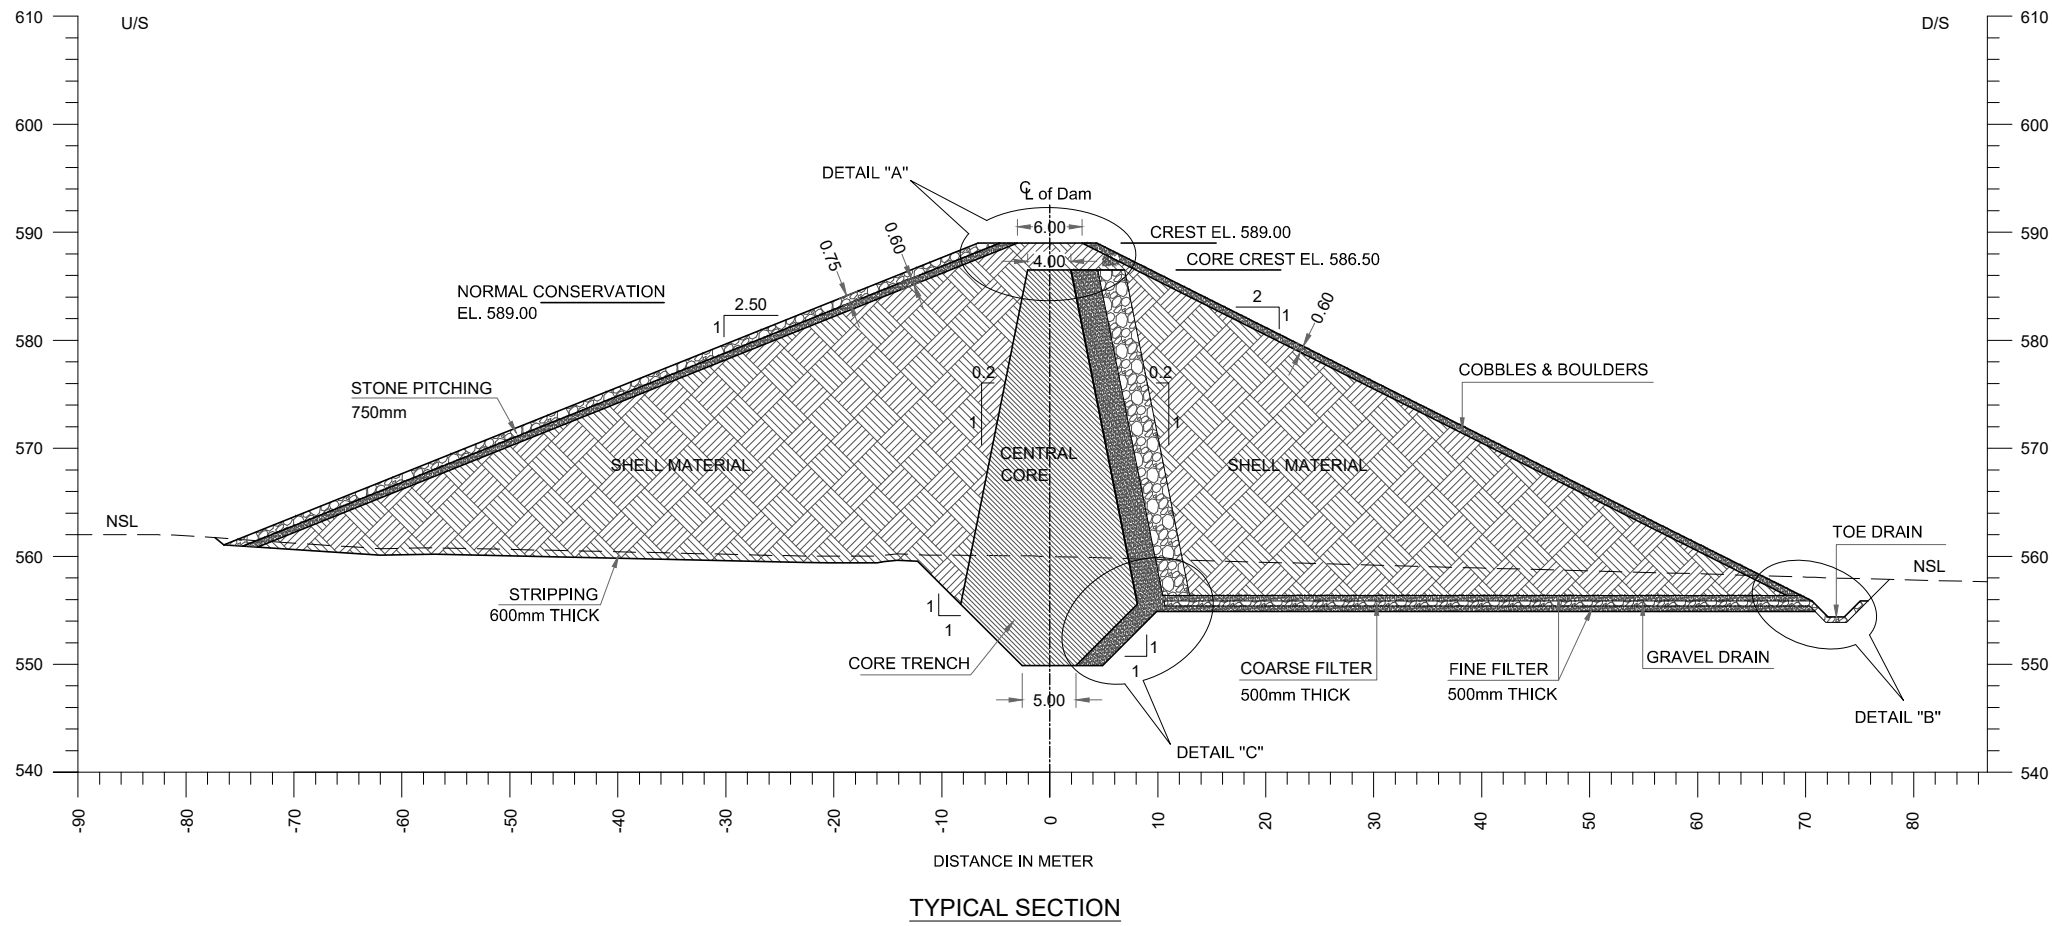 610
U/S
D/S
610
600
600
DETAIL "A"
℄ of Dam
590
6.00
CREST EL. 589.00
590
0.75
0.60
4.00
CORE CREST EL. 586.50
NORMAL CONSERVATION
EL. 589.00
2.50
1
2
1
0.60
580
580
STONE PITCHING
750mm
0.2
1
0.2
1
COBBLES & BOULDERS
570
570
SHELL MATERIAL
CENTRAL
CORE
SHELL MATERIAL
NSL
TOE DRAIN
560
560
NSL
STRIPPING
600mm THICK
1
1
1
1
CORE TRENCH
COARSE FILTER
500mm THICK
FINE FILTER
500mm THICK
GRAVEL DRAIN
550
550
5.00
DETAIL "B"
DETAIL "C"
540
540
-90
-80
-70
-60
-50
-40
-30
-20
-10
0
10
20
30
40
50
60
70
80
DISTANCE IN METER
TYPICAL SECTION